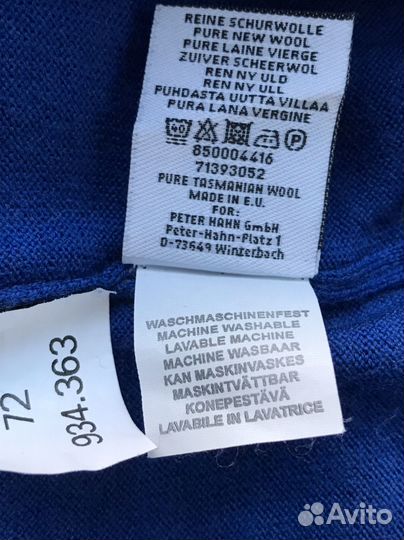 REINE SCHURWOLLE
PURE NEW WOOL
PURE LAINE VIERGE
ZUIVER SCHEERWOL
REN NY ULD
REN NY ULL
PUHDASTA UUTTA VILLAA
PURA LANA VERGINE
40 P
850004416
71393052
PURE TASMANIAN WOOL
MADE IN E.U.
FOR:
PETER HAHN GmbH
Peter-Hahn-Platz 1
D-73649 Winterbach
WASCHMASCHINENFEST
MACHINE WASHABLE
LAVABLE MACHINE
MACHINE WASBAAR
KAN MASKINVASKES
MASKINTVÄTTBAR
KONEPESTÄVÄ
LAVABILE IN LAVATRICE
72
934.363
Avito